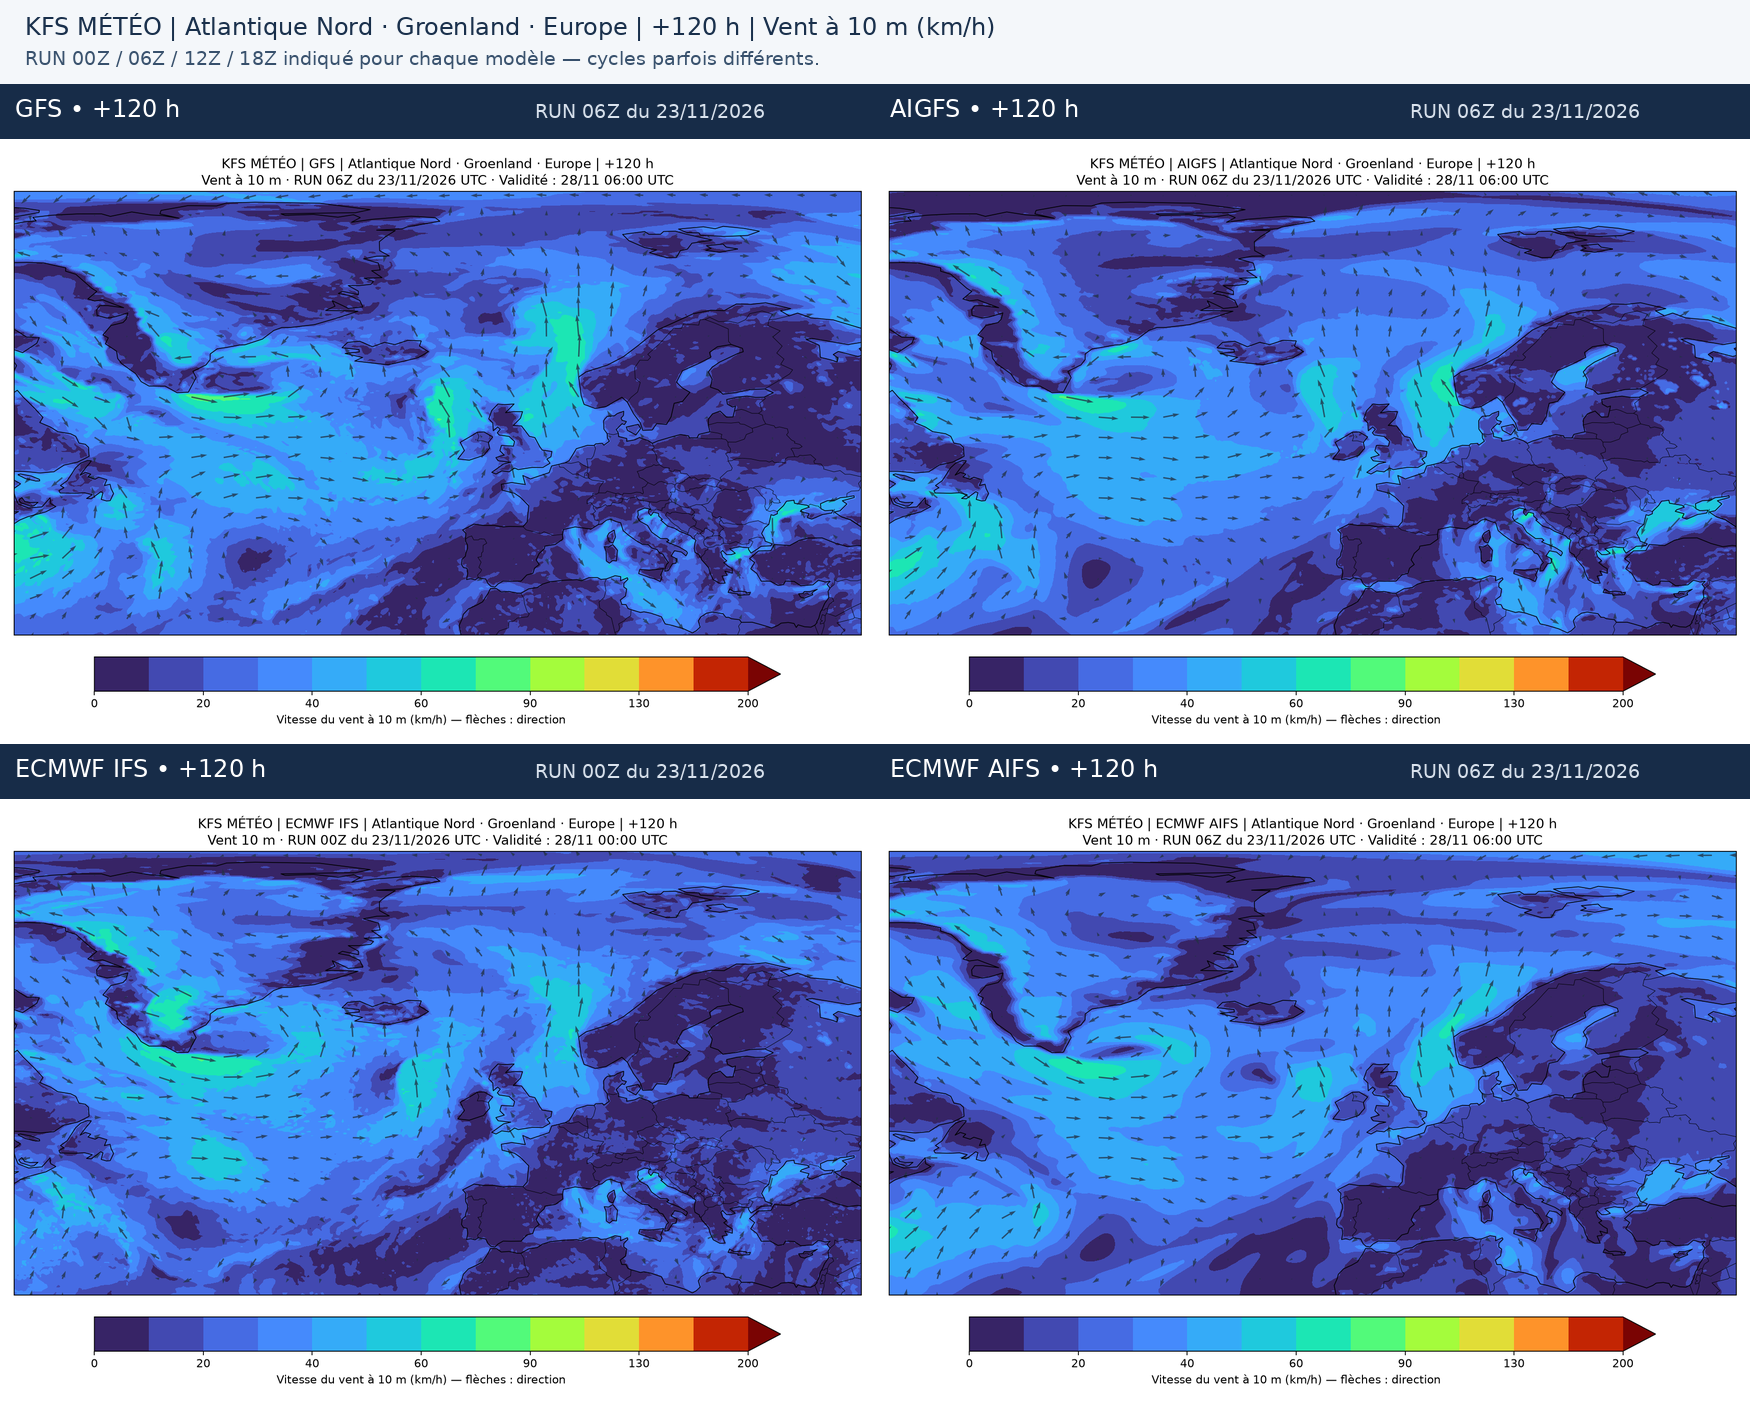 KFS MÉTÉO | Atlantique Nord · Groenland · Europe | +120 h | Vent à 10 m (km/h)
RUN 00Z / 06Z / 12Z / 18Z indiqué pour chaque modèle — cycles parfois différents.
GFS • +120 h
RUN 06Z du 23/11/2026
KFS MÉTÉO | GFS | Atlantique Nord · Groenland · Europe | +120 h
Vent à 10 m · RUN 06Z du 23/11/2026 UTC · Validité : 28/11 06:00 UTC
0 20 40 60 90 130 200
Vitesse du vent à 10 m (km/h) — flèches : direction
AIGFS • +120 h
RUN 06Z du 23/11/2026
KFS MÉTÉO | AIGFS | Atlantique Nord · Groenland · Europe | +120 h
Vent à 10 m · RUN 06Z du 23/11/2026 UTC · Validité : 28/11 06:00 UTC
0 20 40 60 90 130 200
Vitesse du vent à 10 m (km/h) — flèches : direction
ECMWF IFS • +120 h
RUN 00Z du 23/11/2026
KFS MÉTÉO | ECMWF IFS | Atlantique Nord · Groenland · Europe | +120 h
Vent 10 m · RUN 00Z du 23/11/2026 UTC · Validité : 28/11 00:00 UTC
0 20 40 60 90 130 200
Vitesse du vent à 10 m (km/h) — flèches : direction
ECMWF AIFS • +120 h
RUN 06Z du 23/11/2026
KFS MÉTÉO | ECMWF AIFS | Atlantique Nord · Groenland · Europe | +120 h
Vent 10 m · RUN 06Z du 23/11/2026 UTC · Validité : 28/11 06:00 UTC
0 20 40 60 90 130 200
Vitesse du vent à 10 m (km/h) — flèches : direction